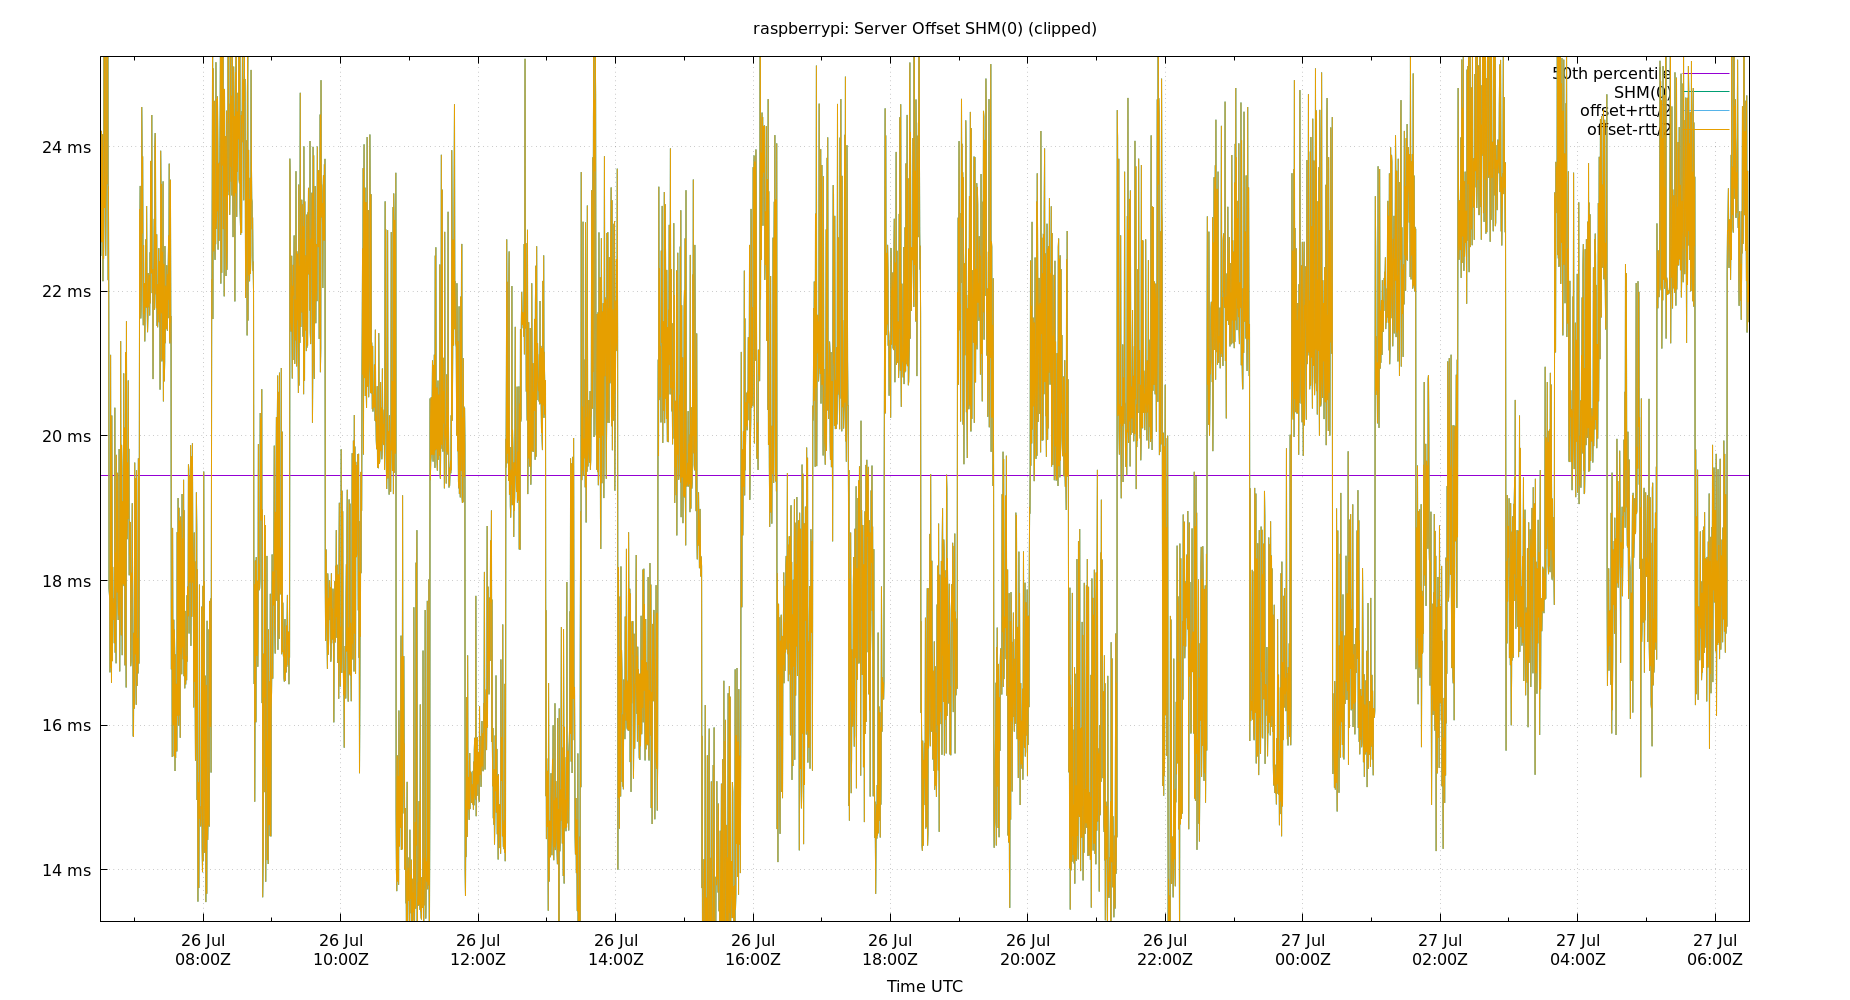 raspberrypi: Server Offset SHM(0) (clipped)
50th percentile
SHM(0)
offset+rtt/2
offset-rtt/2
24 ms
22 ms
20 ms
18 ms
16 ms
14 ms
26 Jul 26 Jul 26 Jul 26 Jul 26 Jul 26 Jul 26 Jul 26 Jul 27 Jul 27 Jul 27 Jul 27 Jul
08:00Z 10:00Z 12:00Z 14:00Z 16:00Z 18:00Z 20:00Z 22:00Z 00:00Z 02:00Z 04:00Z 06:00Z
Time UTC